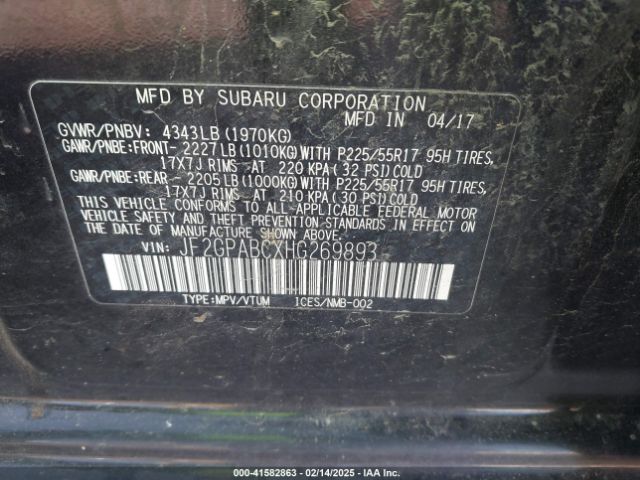 MFD BY SUBARU CORPORATION
MFD IN 04/17
GVWR/PNBV: 4343LB (1970KG)
GAWR/PNBE:FRONT- 2227LB (1010KG) WITH P225/55R17 95H TIRES,
17X7J RIMS AT 220 KPA (32 PSI) COLD
GAWR/PNBE:REAR - 2205LB (1000KG) WITH P225/55R17 95H TIRES,
17X7J RIMS AT 210 KPA (30 PSI) COLD
THIS VEHICLE CONFORMS TO ALL APPLICABLE FEDERAL MOTOR
VEHICLE SAFETY AND THEFT PREVENTION STANDARDS IN EFFECT ON
THE DATE OF MANUFACTURE SHOWN ABOVE.
VIN: JF2GPABCXHG269893
TYPE:MPV/VTUM ICES/NMB-002
000-41582863 - 02/14/2025 - IAA Inc.